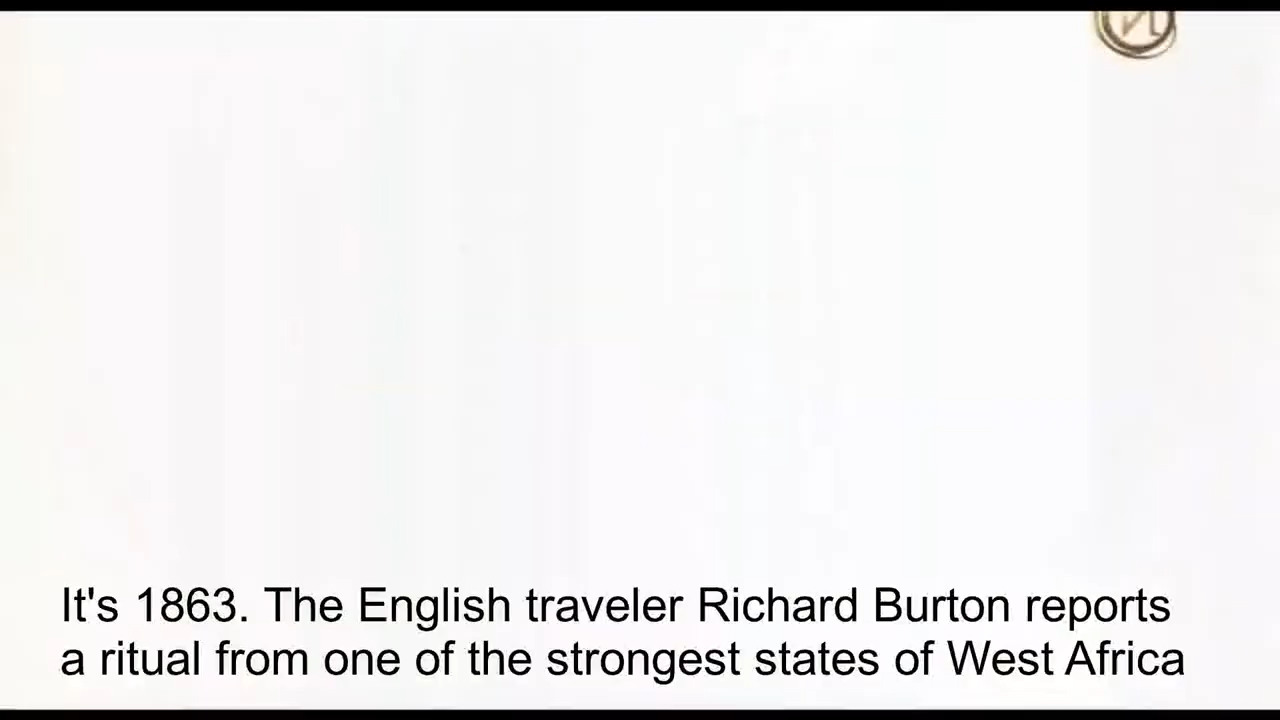 It's 1863. The English traveler Richard Burton reports
a ritual from one of the strongest states of West Africa